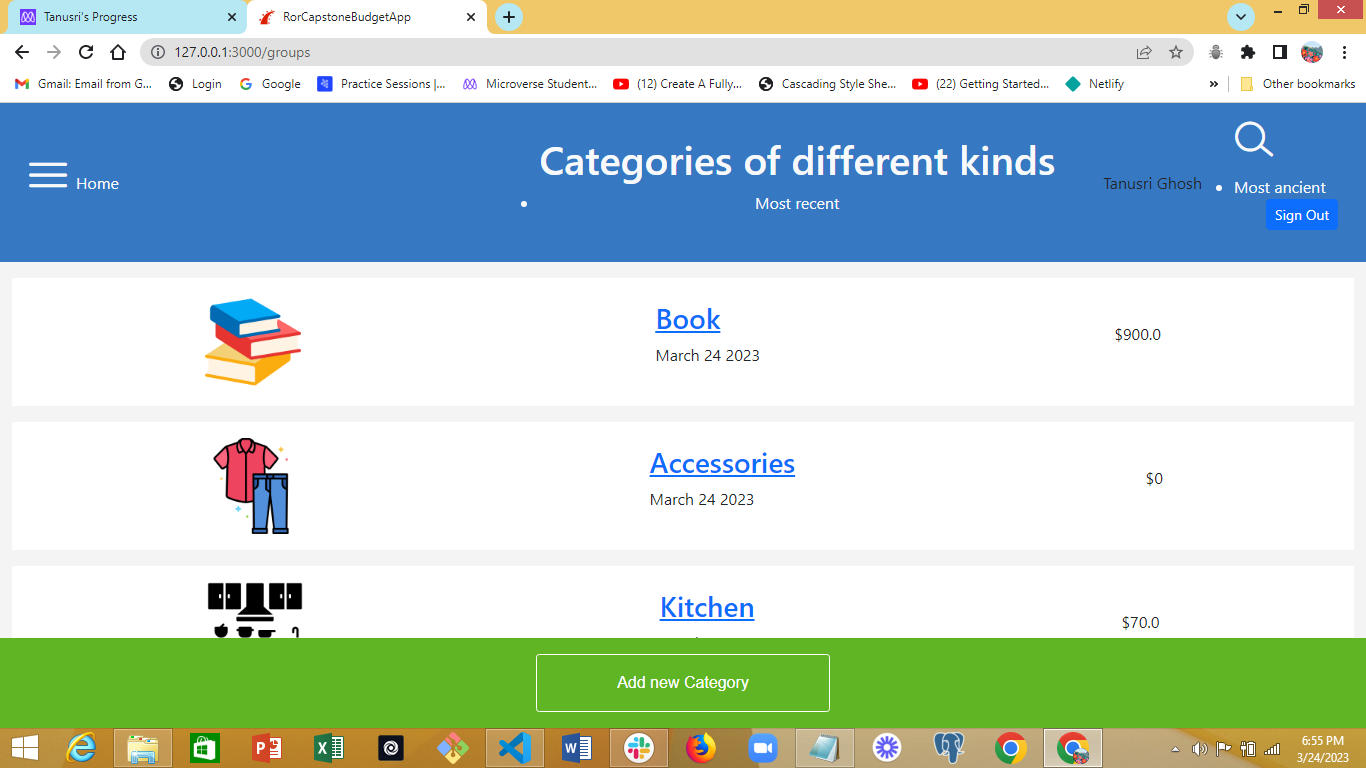 Tanusri's Progress
RorCapstoneBudgetApp
127.0.0.1:3000/groups
Gmail: Email from G...
Login
Google
Practice Sessions |...
Microverse Student...
(12) Create A Fully...
Cascading Style She...
(22) Getting Started...
Netlify
»
Other bookmarks
Home
Categories of different kinds
• Most recent
Tanusri Ghosh
• Most ancient
Sign Out
Book
March 24 2023
$900.0
Accessories
March 24 2023
$0
Kitchen
$70.0
Add new Category
6:55 PM
3/24/2023